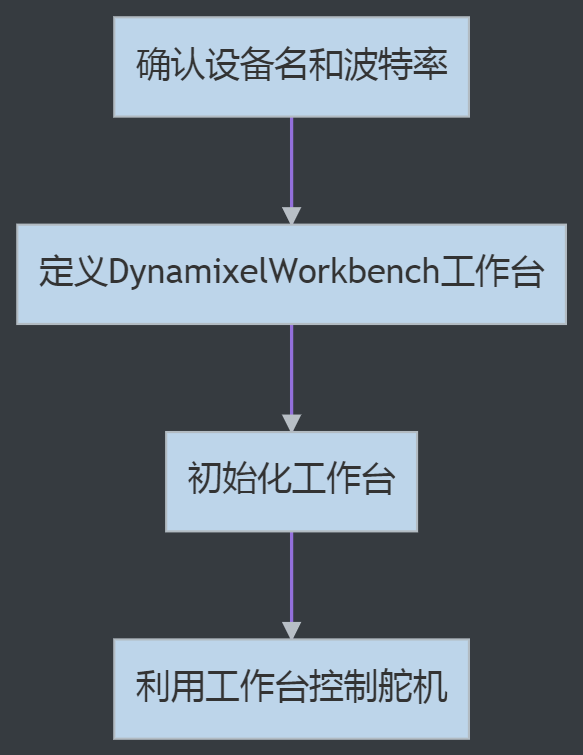 确认设备名和波特率
定义DynamixelWorkbench工作台
初始化工作台
利用工作台控制舵机